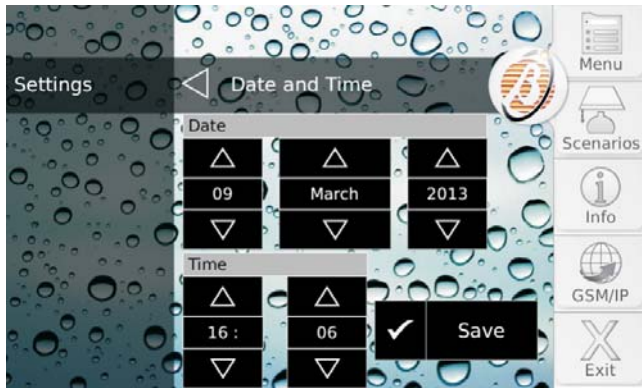 Menu
Settings
Date and Time
Scenarios
Date
09
March
2013
Info
Time
GSM/IP
16 :
06
Save
Exit